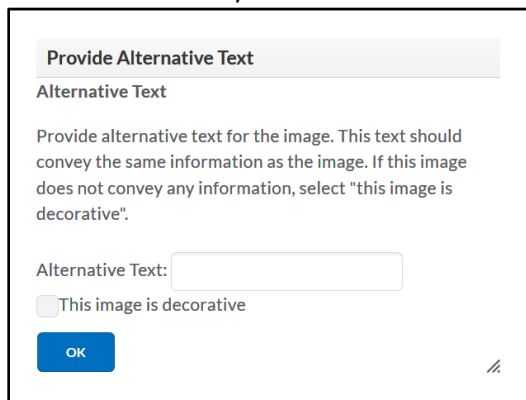 Provide Alternative Text
Alternative Text
Provide alternative text for the image. This text should
convey the same information as the image. If this image
does not convey any information, select "this image is
decorative".
Alternative Text:
This image is decorative
OK